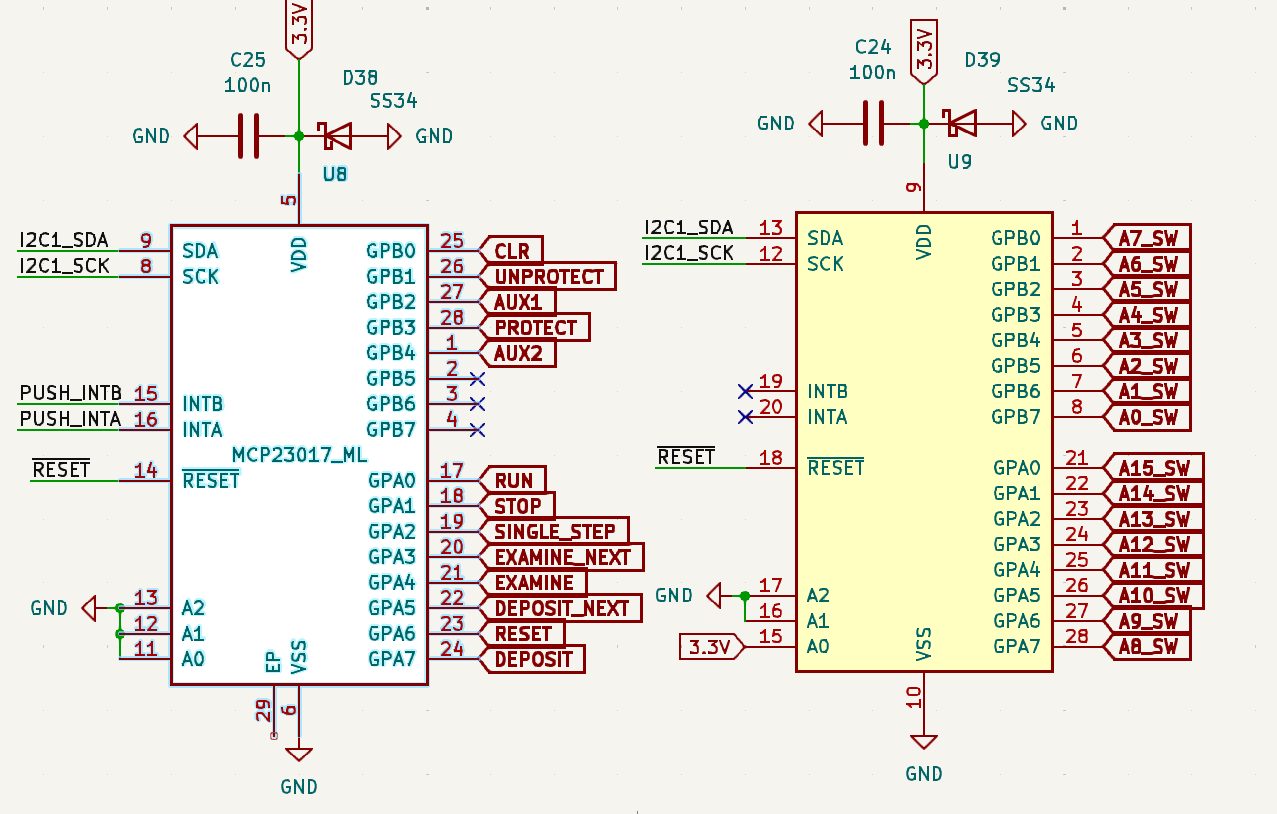 3.3V
C25
100n
D38
SS34
GND
GND
U8
5
I2C1_SDA
9
SDA
VDD
GPB0
25
CLR
I2C1_SCK
8
SCK
GPB1
26
UNPROTECT
GPB2
27
AUX1
GPB3
28
PROTECT
GPB4
1
AUX2
GPB5
2
PUSH_INTB
15
INTB
GPB6
3
PUSH_INTA
16
INTA
GPB7
4
MCP23017_ML
RESET
14
RESET
GPA0
17
RUN
GPA1
18
STOP
GPA2
19
SINGLE_STEP
GPA3
20
EXAMINE_NEXT
GPA4
21
EXAMINE
GND
13
A2
GPA5
22
DEPOSIT_NEXT
12
A1
GPA6
23
RESET
11
A0
GPA7
24
DEPOSIT
EP
VSS
29
6
GND
3.3V
C24
100n
D39
SS34
GND
GND
U9
9
I2C1_SDA
13
SDA
VDD
GPB0
1
A7_SW
I2C1_SCK
12
SCK
GPB1
2
A6_SW
GPB2
3
A5_SW
GPB3
4
A4_SW
GPB4
5
A3_SW
GPB5
6
A2_SW
19
INTB
GPB6
7
A1_SW
20
INTA
GPB7
8
A0_SW
RESET
18
RESET
GPA0
21
A15_SW
GPA1
22
A14_SW
GPA2
23
A13_SW
GPA3
24
A12_SW
GPA4
25
A11_SW
GND
17
A2
GPA5
26
A10_SW
16
A1
GPA6
27
A9_SW
3.3V
15
A0
GPA7
28
A8_SW
VSS
10
GND